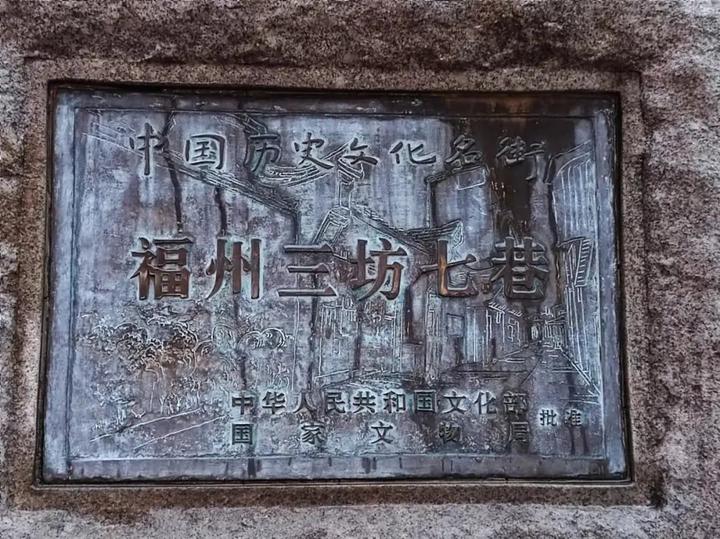 中国历史文化名街
福州三坊七巷
中华人民共和国文化部
国家文物局 批准